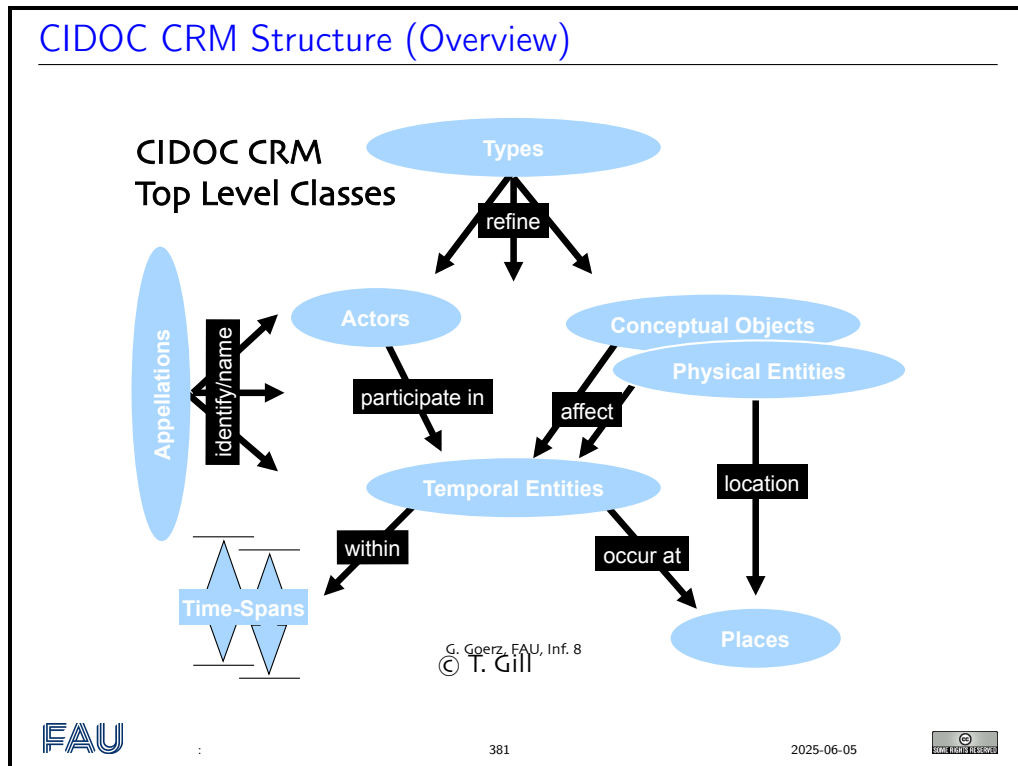 CIDOC CRM Structure (Overview)
CIDOC CRM
Top Level Classes
Types
refine
Appellations
identify/name
Actors
Conceptual Objects
Physical Entities
participate in
affect
Temporal Entities
location
within
occur at
Time-Spans
Places
G. Goerz, FAU, Inf. 8
© T. Gill
FAU
:
381
2025-06-05
cc
SOME RIGHTS RESERVED